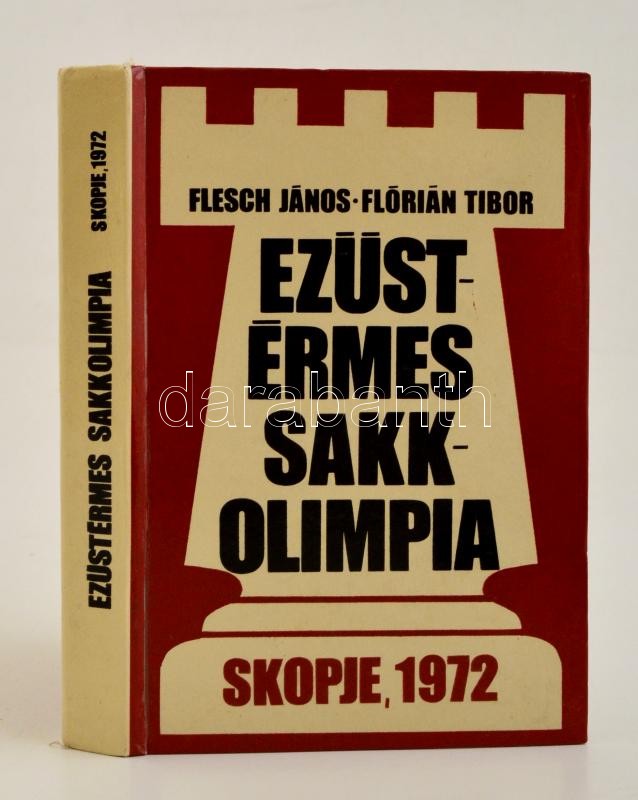 FLESCH JÁNOS·FLÓRIÁN TIBOR
EZÜST-
ÉRMES
SAKK-
OLIMPIA
SKOPJE, 1972
EZÜSTÉRMES SAKKOLIMPIA SKOPJE, 1972
darabanth